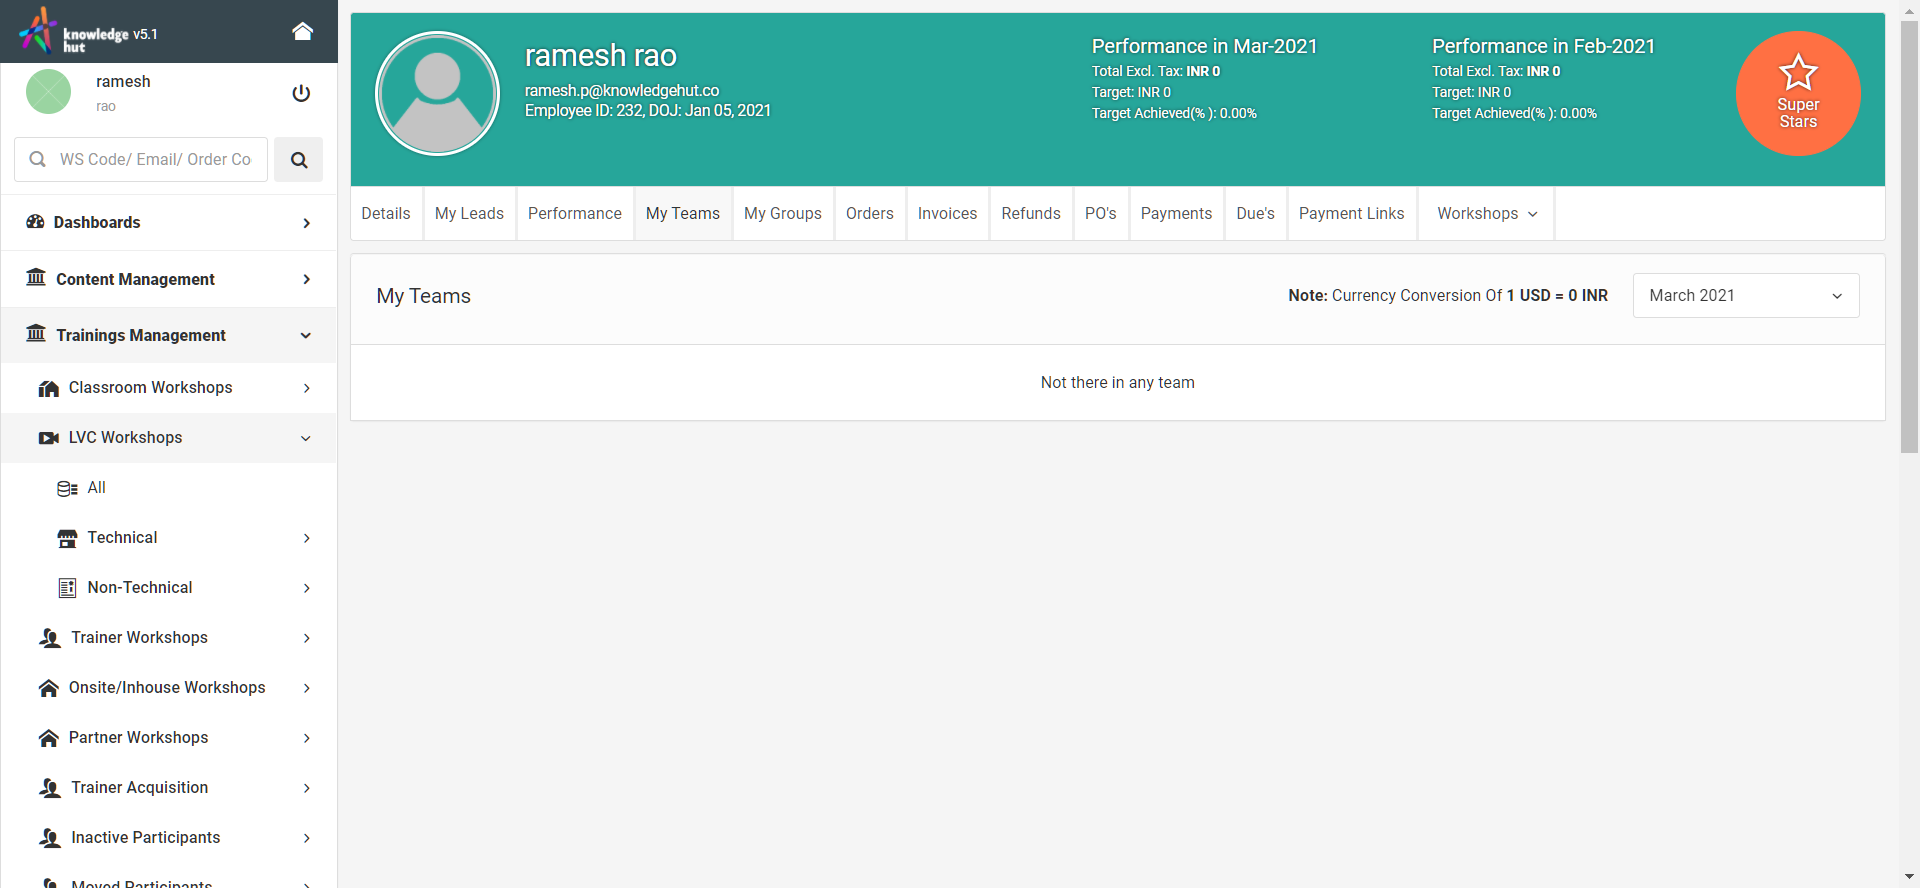 knowledge
hut
v5.1
ramesh
rao
WS Code/ Email/ Order Co
Dashboards
Content Management
Trainings Management
Classroom Workshops
LVC Workshops
All
Technical
Non-Technical
Trainer Workshops
Onsite/Inhouse Workshops
Partner Workshops
Trainer Acquisition
Inactive Participants
Moved Participants
ramesh rao
ramesh.p@knowledgehut.co
Employee ID: 232, DOJ: Jan 05, 2021
Performance in Mar-2021
Total Excl. Tax: INR 0
Target: INR 0
Target Achieved(% ): 0.00%
Performance in Feb-2021
Total Excl. Tax: INR 0
Target: INR 0
Target Achieved(% ): 0.00%
Super
Stars
Details My Leads Performance My Teams My Groups Orders Invoices Refunds PO's Payments Due's Payment Links Workshops
My Teams
Note: Currency Conversion Of 1 USD = 0 INR
March 2021
Not there in any team